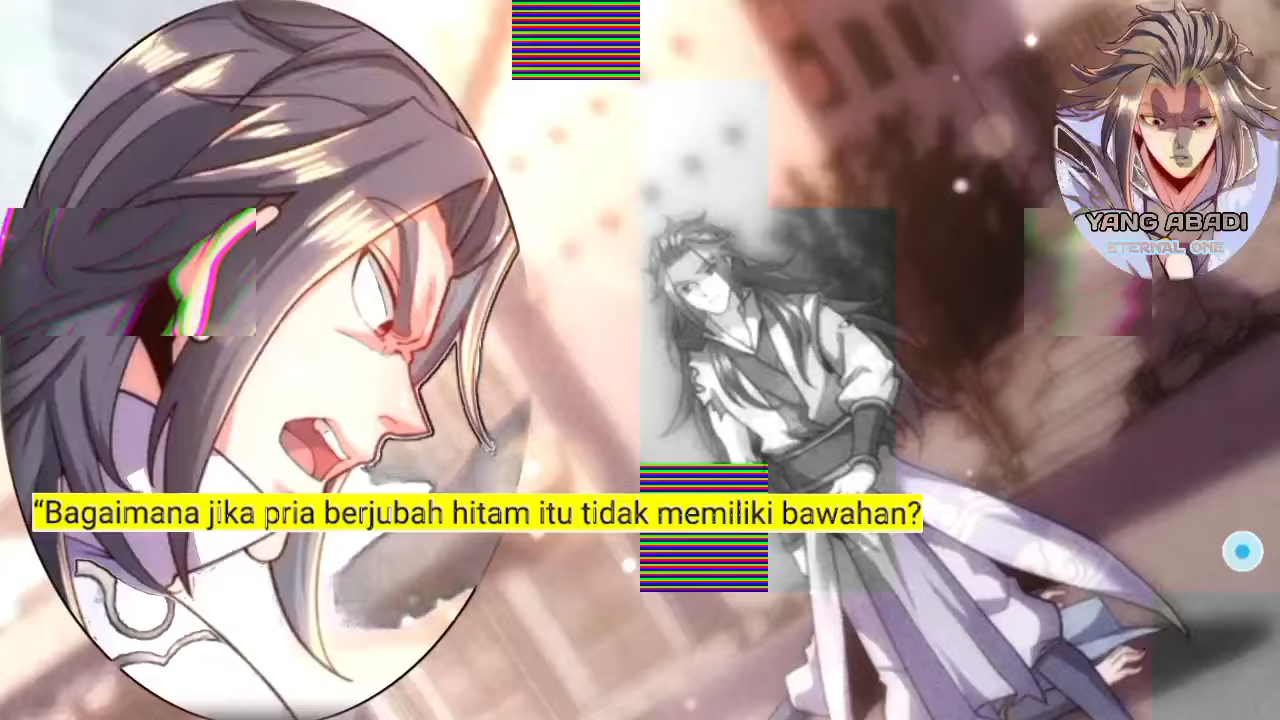 YANG ABADI
ETERNAL ONE
“Bagaimana jika pria berjubah hitam itu tidak memiliki bawahan?